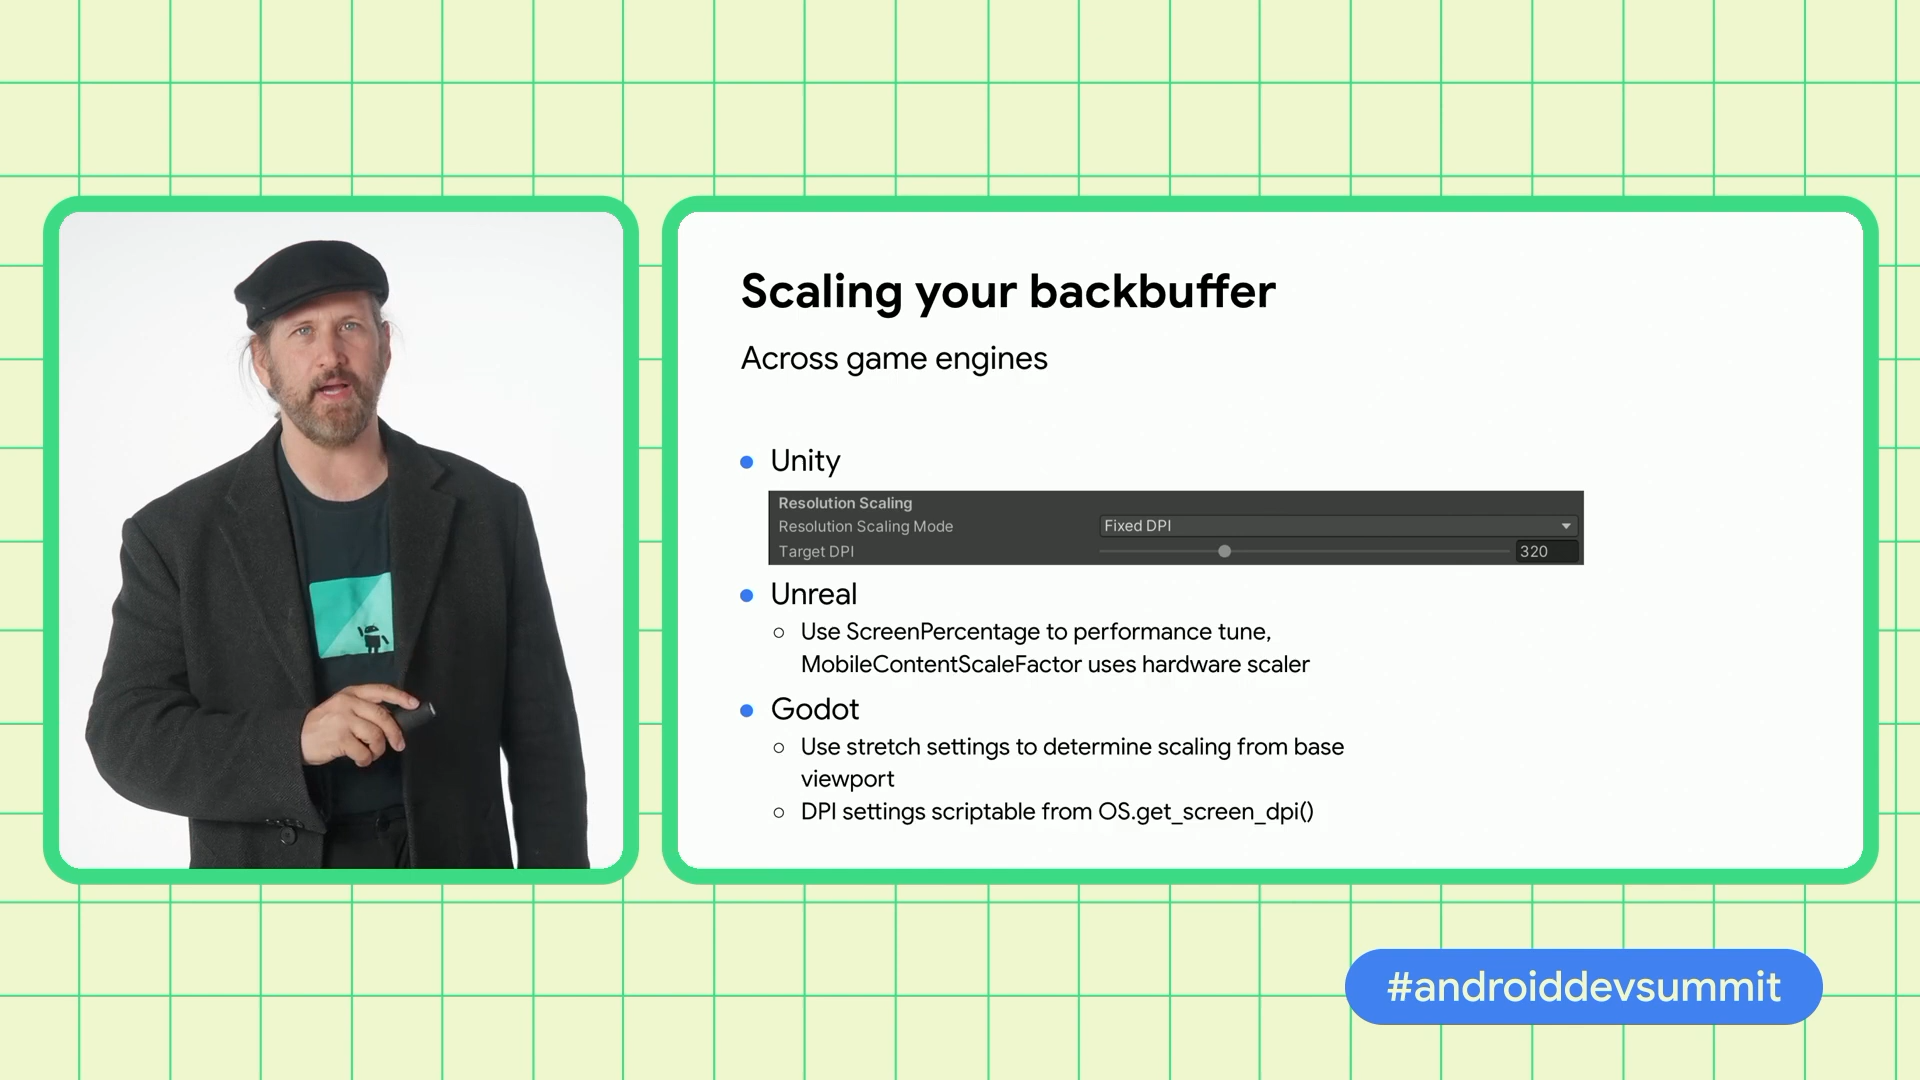 Scaling your backbuffer
Across game engines
Unity
Resolution Scaling
Resolution Scaling Mode Fixed DPI
Target DPI 320
Unreal
Use ScreenPercentage to performance tune,
MobileContentScaleFactor uses hardware scaler
Godot
Use stretch settings to determine scaling from base
viewport
DPI settings scriptable from OS.get_screen_dpi()
#androiddevsummit